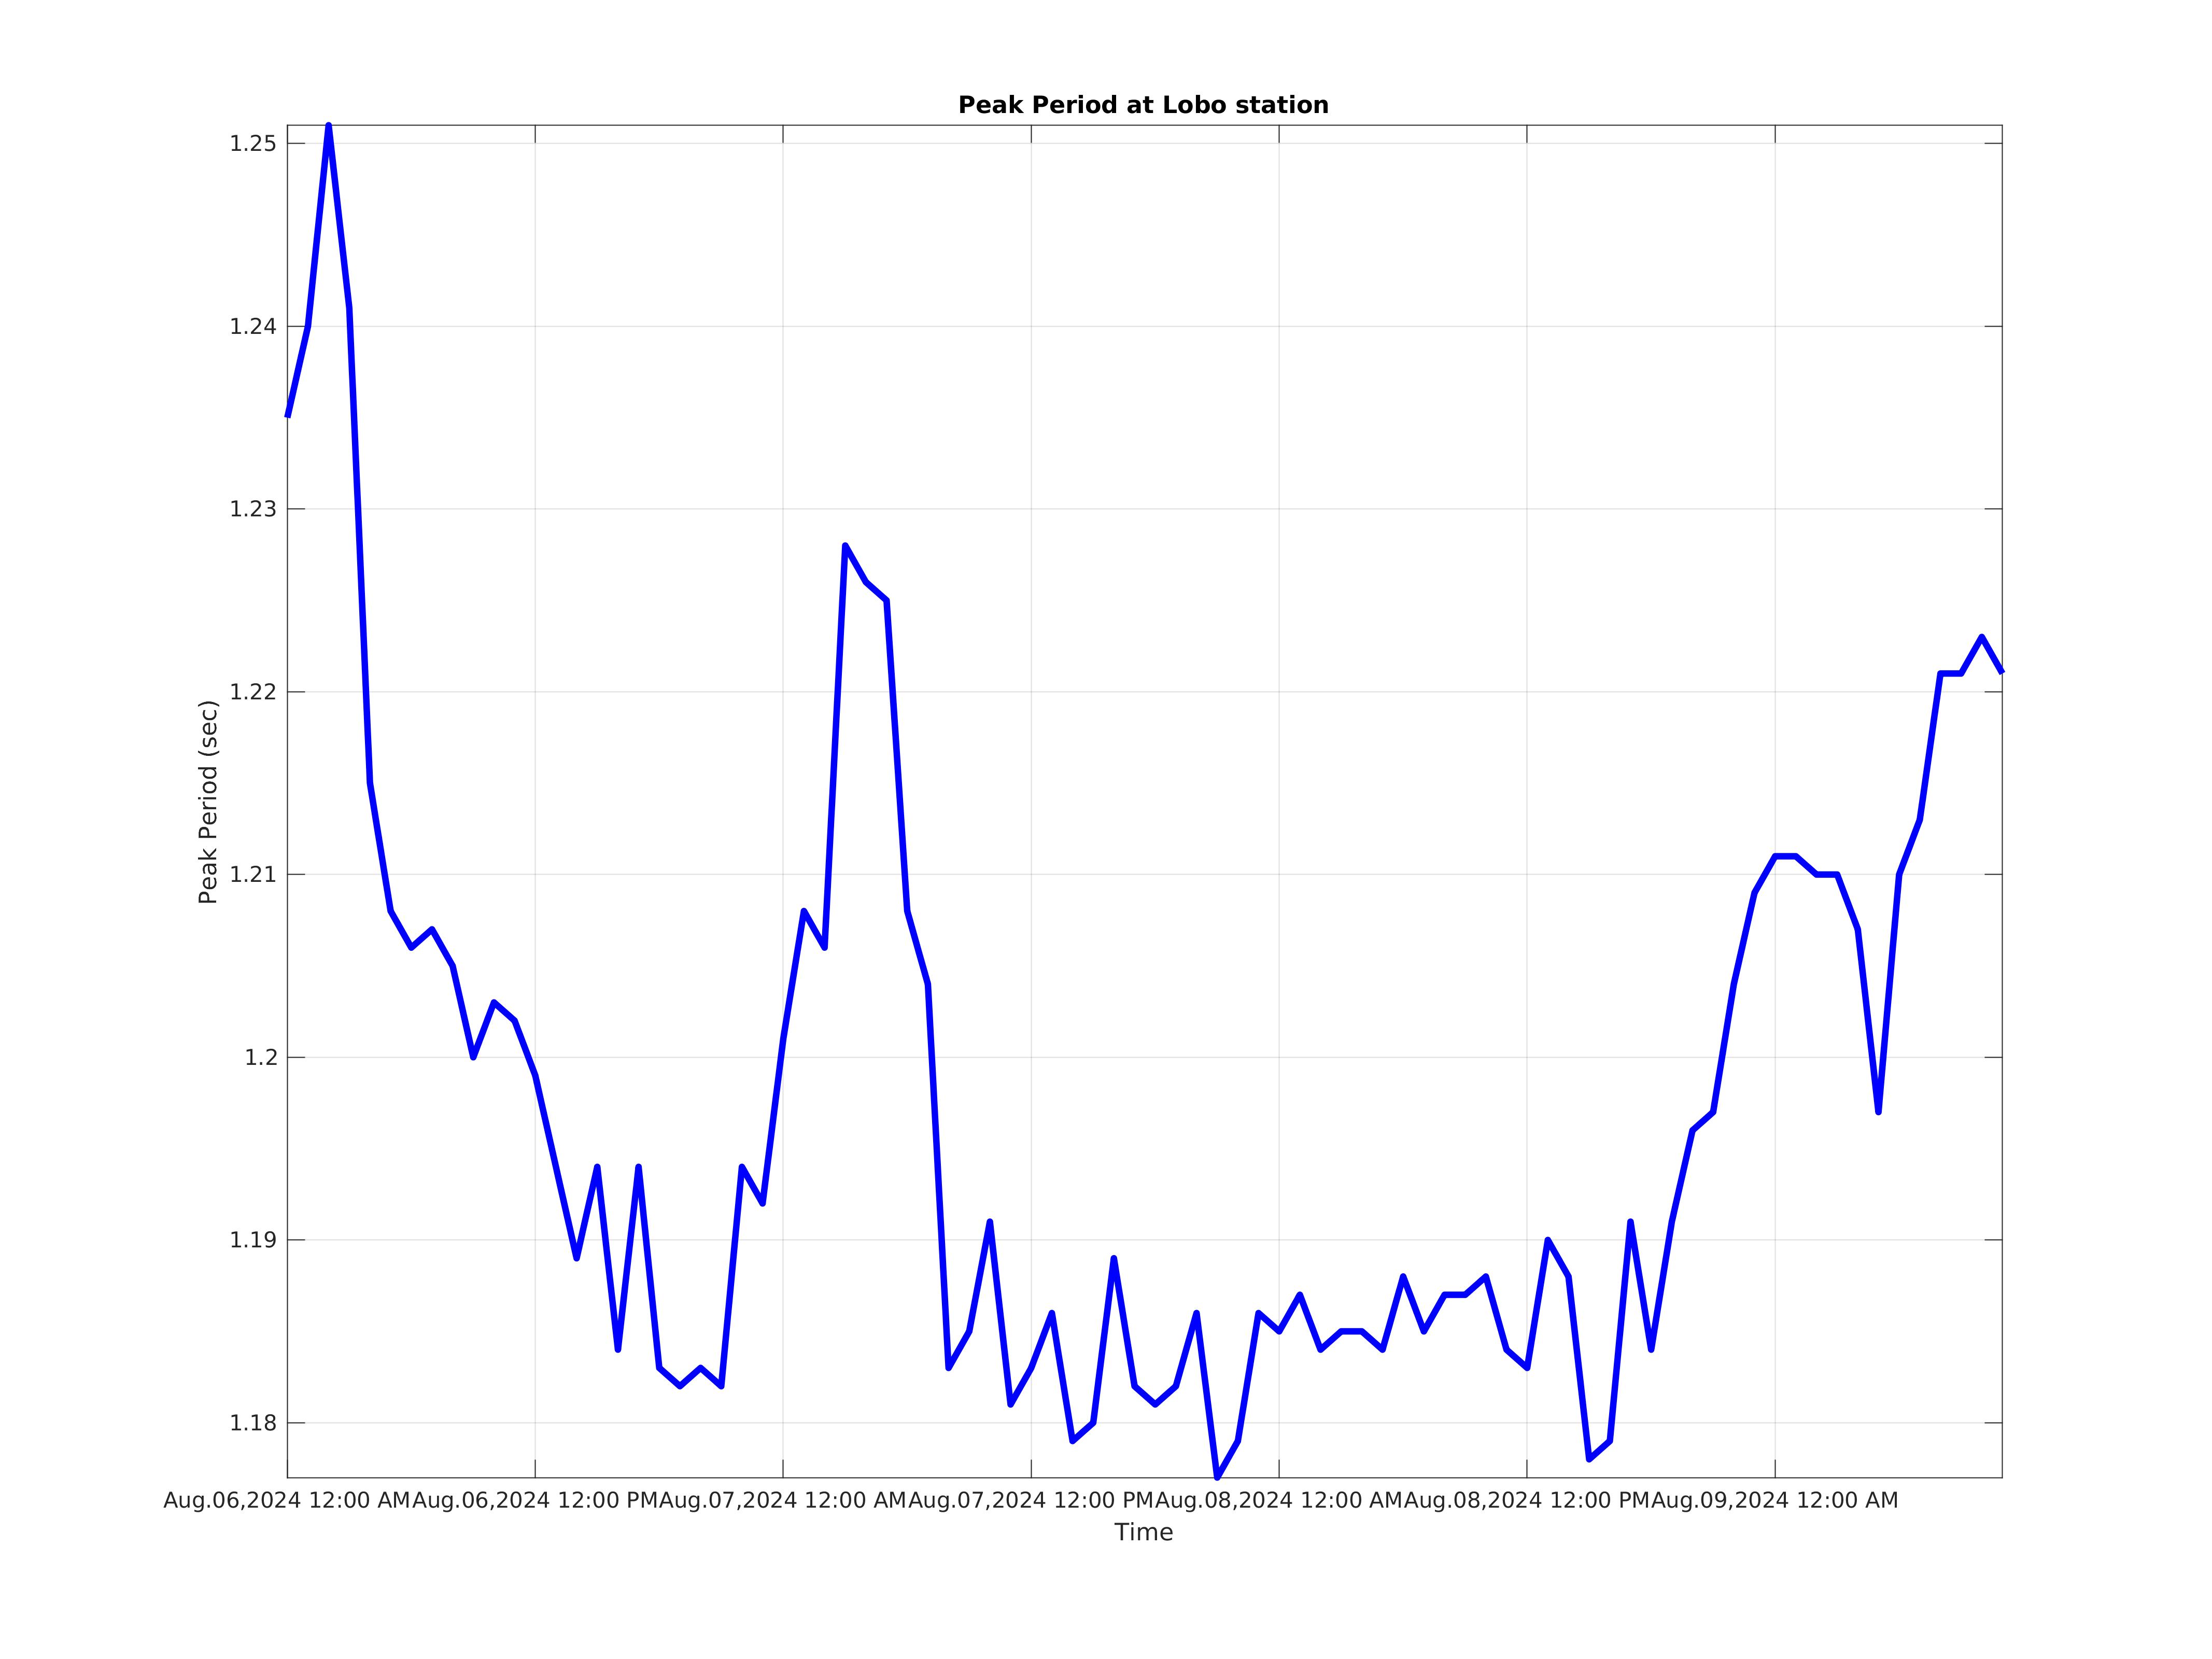 Peak Period at Lobo station
1.25
1.24
1.23
1.22
1.21
1.2
1.19
1.18
Peak Period (sec)
Aug.06,2024 12:00 AM Aug.06,2024 12:00 PM Aug.07,2024 12:00 AM Aug.07,2024 12:00 PM Aug.08,2024 12:00 AM Aug.08,2024 12:00 PM Aug.09,2024 12:00 AM
Time